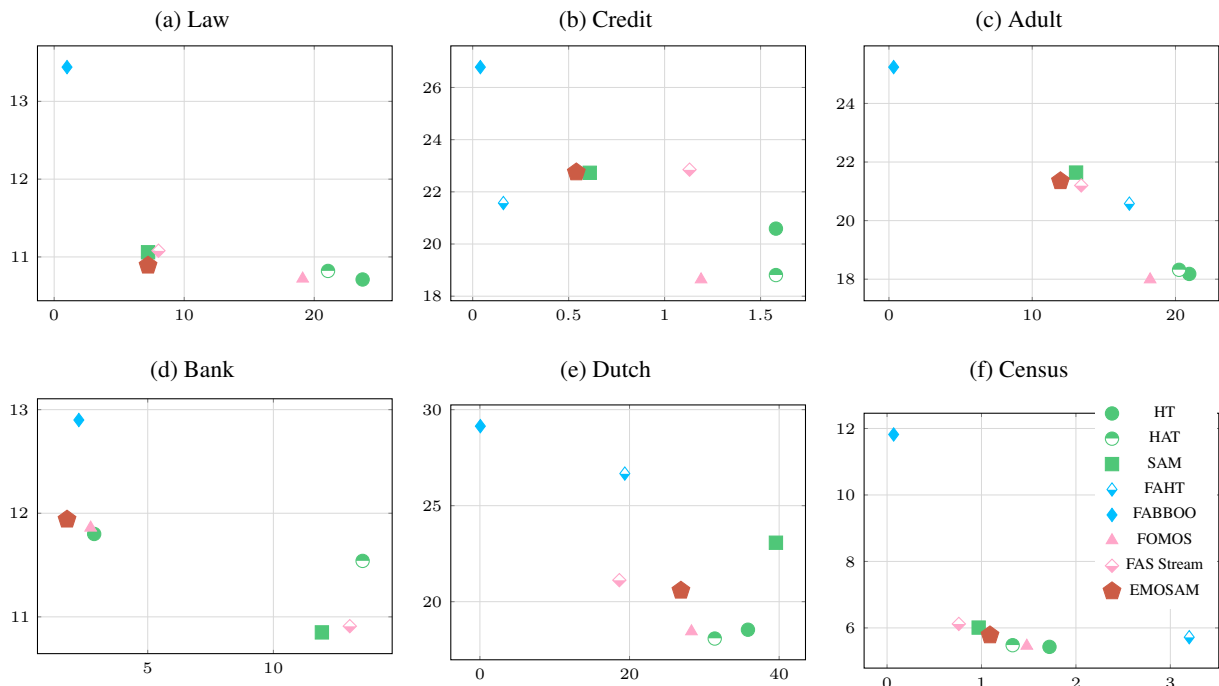 (a) Law
(b) Credit
(c) Adult
13
12
11
0
10
20
26
24
22
20
18
0
0.5
1
1.5
24
22
20
18
0
10
20
(d) Bank
(e) Dutch
(f) Census
13
12
11
5
10
30
25
20
0
20
40
12
10
8
6
0
1
2
3
HT
HAT
SAM
FAHT
FABBOO
FOMOS
FAS Stream
EMOSAM